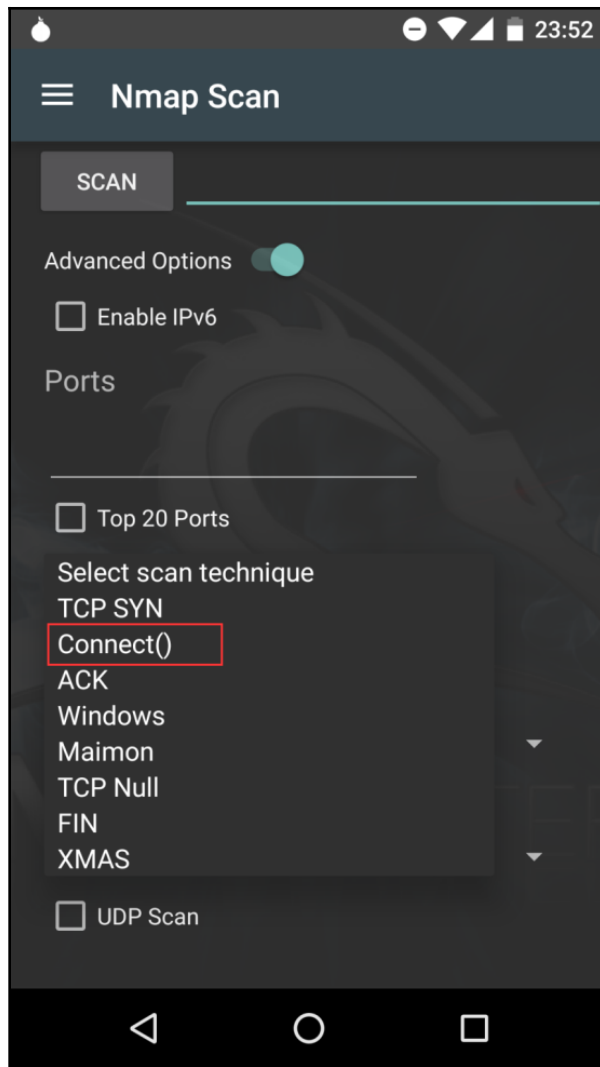 23:52
Nmap Scan
SCAN
Advanced Options
Enable IPv6
Ports
Top 20 Ports
Select scan technique
TCP SYN
Connect()
ACK
Windows
Maimon
TCP Null
FIN
XMAS
UDP Scan